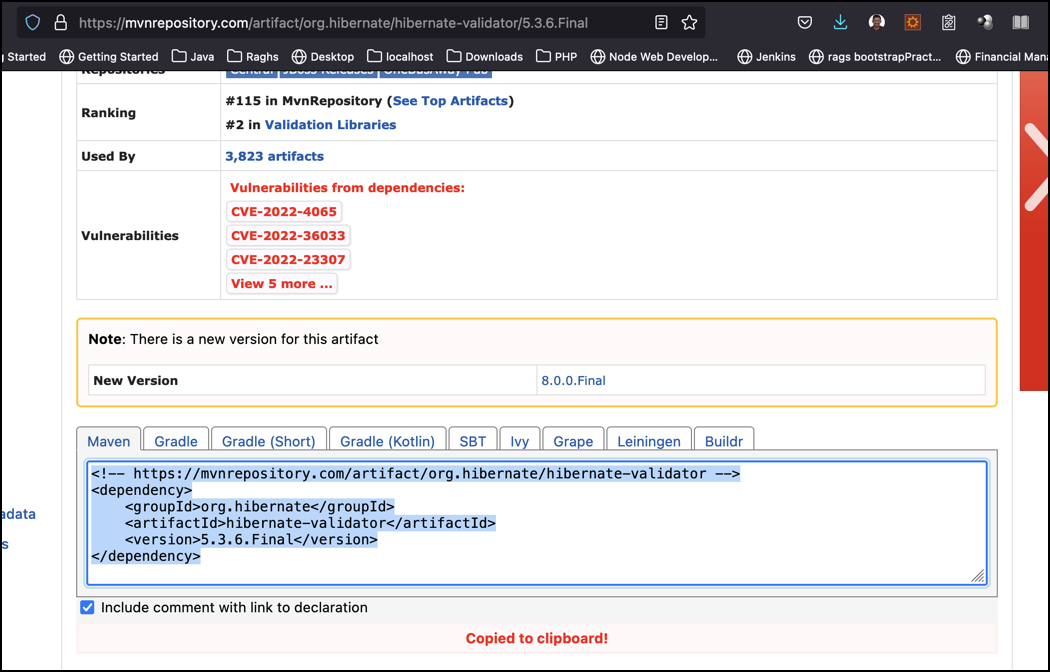 https://mvnrepository.com/artifact/org.hibernate/hibernate-validator/5.3.6.Final
Started Getting Started Java Raghs Desktop localhost Downloads PHP Node Web Develop... Jenkins rags bootstrapPract... Financial Mana
Repositories Central JBoss Releases OneBusAway Pub
Ranking
#115 in MvnRepository (See Top Artifacts)
#2 in Validation Libraries
Used By 3,823 artifacts
Vulnerabilities
Vulnerabilities from dependencies:
CVE-2022-4065
CVE-2022-36033
CVE-2022-23307
View 5 more ...
Note: There is a new version for this artifact
New Version 8.0.0.Final
Maven Gradle Gradle (Short) Gradle (Kotlin) SBT Ivy Grape Leiningen Buildr
<!-- https://mvnrepository.com/artifact/org.hibernate/hibernate-validator -->
<dependency>
    <groupId>org.hibernate</groupId>
    <artifactId>hibernate-validator</artifactId>
    <version>5.3.6.Final</version>
</dependency>
adata
s
Include comment with link to declaration
Copied to clipboard!